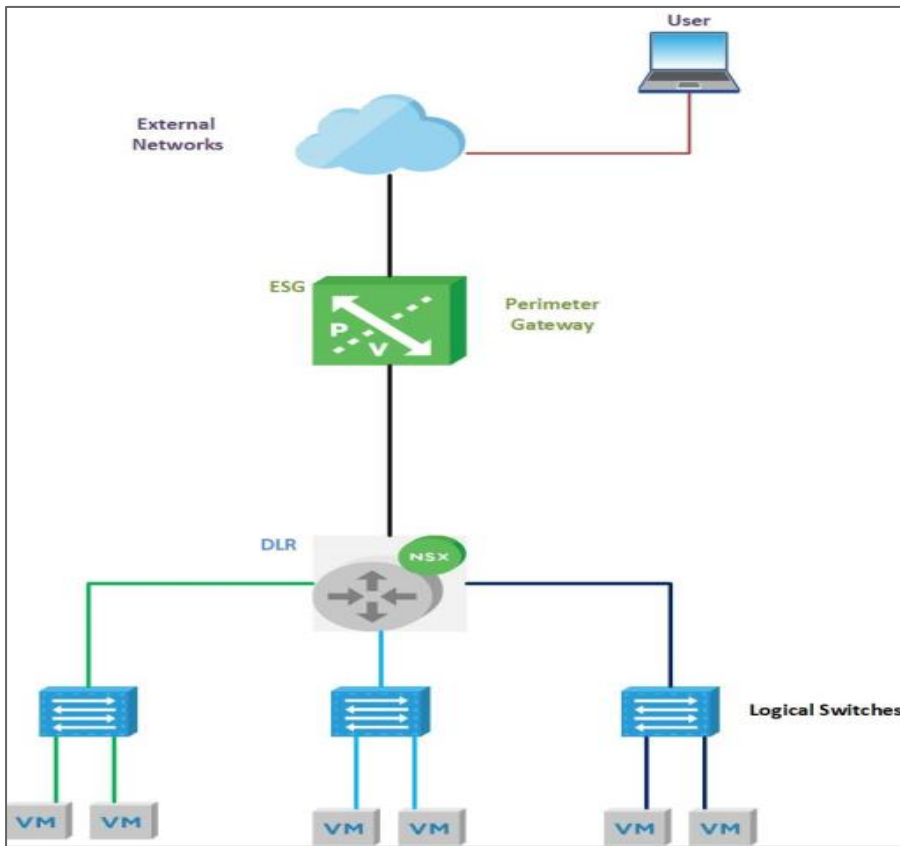 User
External
Networks
ESG
P
V
Perimeter
Gateway
DLR
NSX
Logical Switches
VM
VM
VM
VM
VM
VM